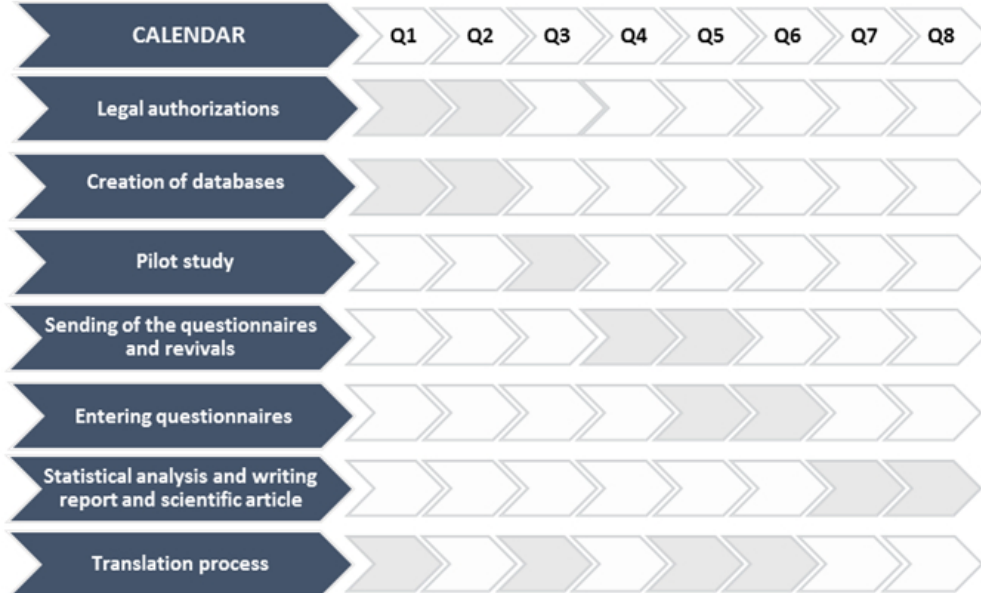 CALENDAR Q1 Q2 Q3 Q4 Q5 Q6 Q7 Q8
Legal authorizations
Creation of databases
Pilot study
Sending of the questionnaires
and revivals
Entering questionnaires
Statistical analysis and writing
report and scientific article
Translation process